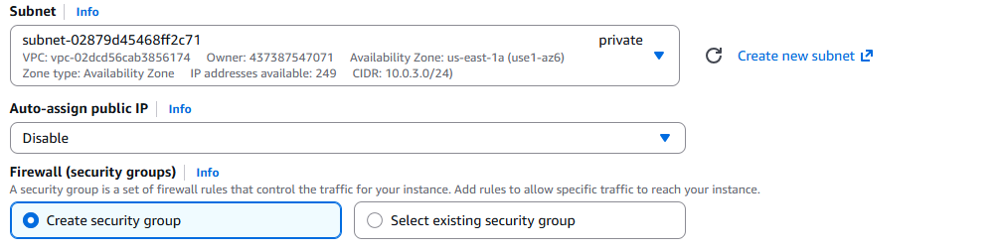 Subnet Info
subnet-02879d45468ff2c71 private
VPC: vpc-02dcd56cab3856174 Owner: 437387547071 Availability Zone: us-east-1a (use1-az6)
Zone type: Availability Zone IP addresses available: 249 CIDR: 10.0.3.0/24)
Create new subnet
Auto-assign public IP Info
Disable
Firewall (security groups) Info
A security group is a set of firewall rules that control the traffic for your instance. Add rules to allow specific traffic to reach your instance.
Create security group Select existing security group